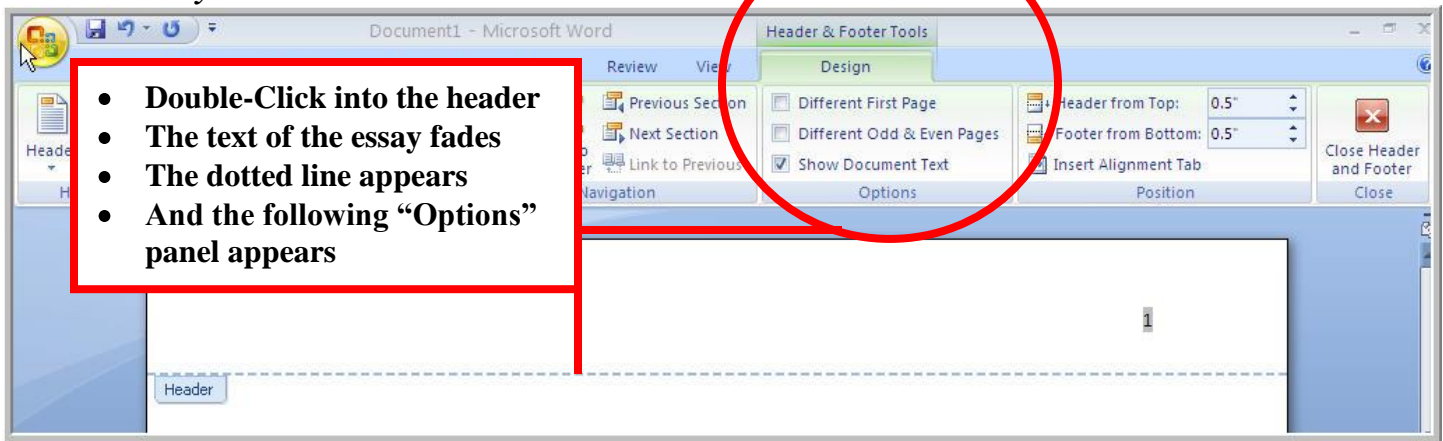 Document1 - Microsoft Word Header & Footer Tools
Review View Design
• Double-Click into the header
• The text of the essay fades
• The dotted line appears
• And the following “Options”
panel appears
Previous Section Different First Page Header from Top: 0.5"
Next Section Different Odd & Even Pages Footer from Bottom: 0.5"
Link to Previous Show Document Text Insert Alignment Tab
Close Header
and Footer
Options Position Close
1
Header